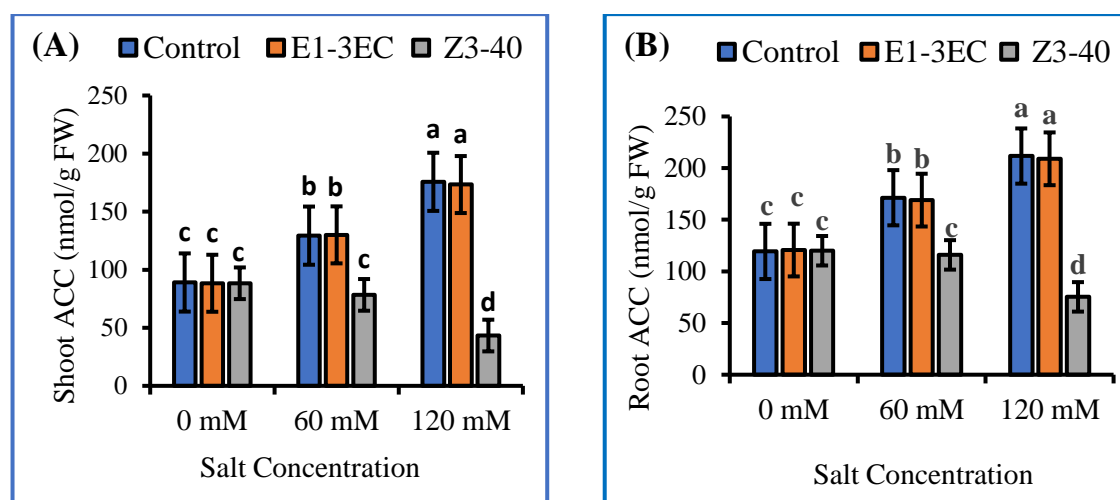 (A) Control E1-3EC Z3-40
Shoot ACC (nmol/g FW)
250
200
150
100
50
0
c c c
b b c
a a d
0 mM 60 mM 120 mM
Salt Concentration
(B) Control E1-3EC Z3-40
Root ACC (nmol/g FW)
250
200
150
100
50
0
c c c
b b c
a a d
0 mM 60 mM 120 mM
Salt Concentration